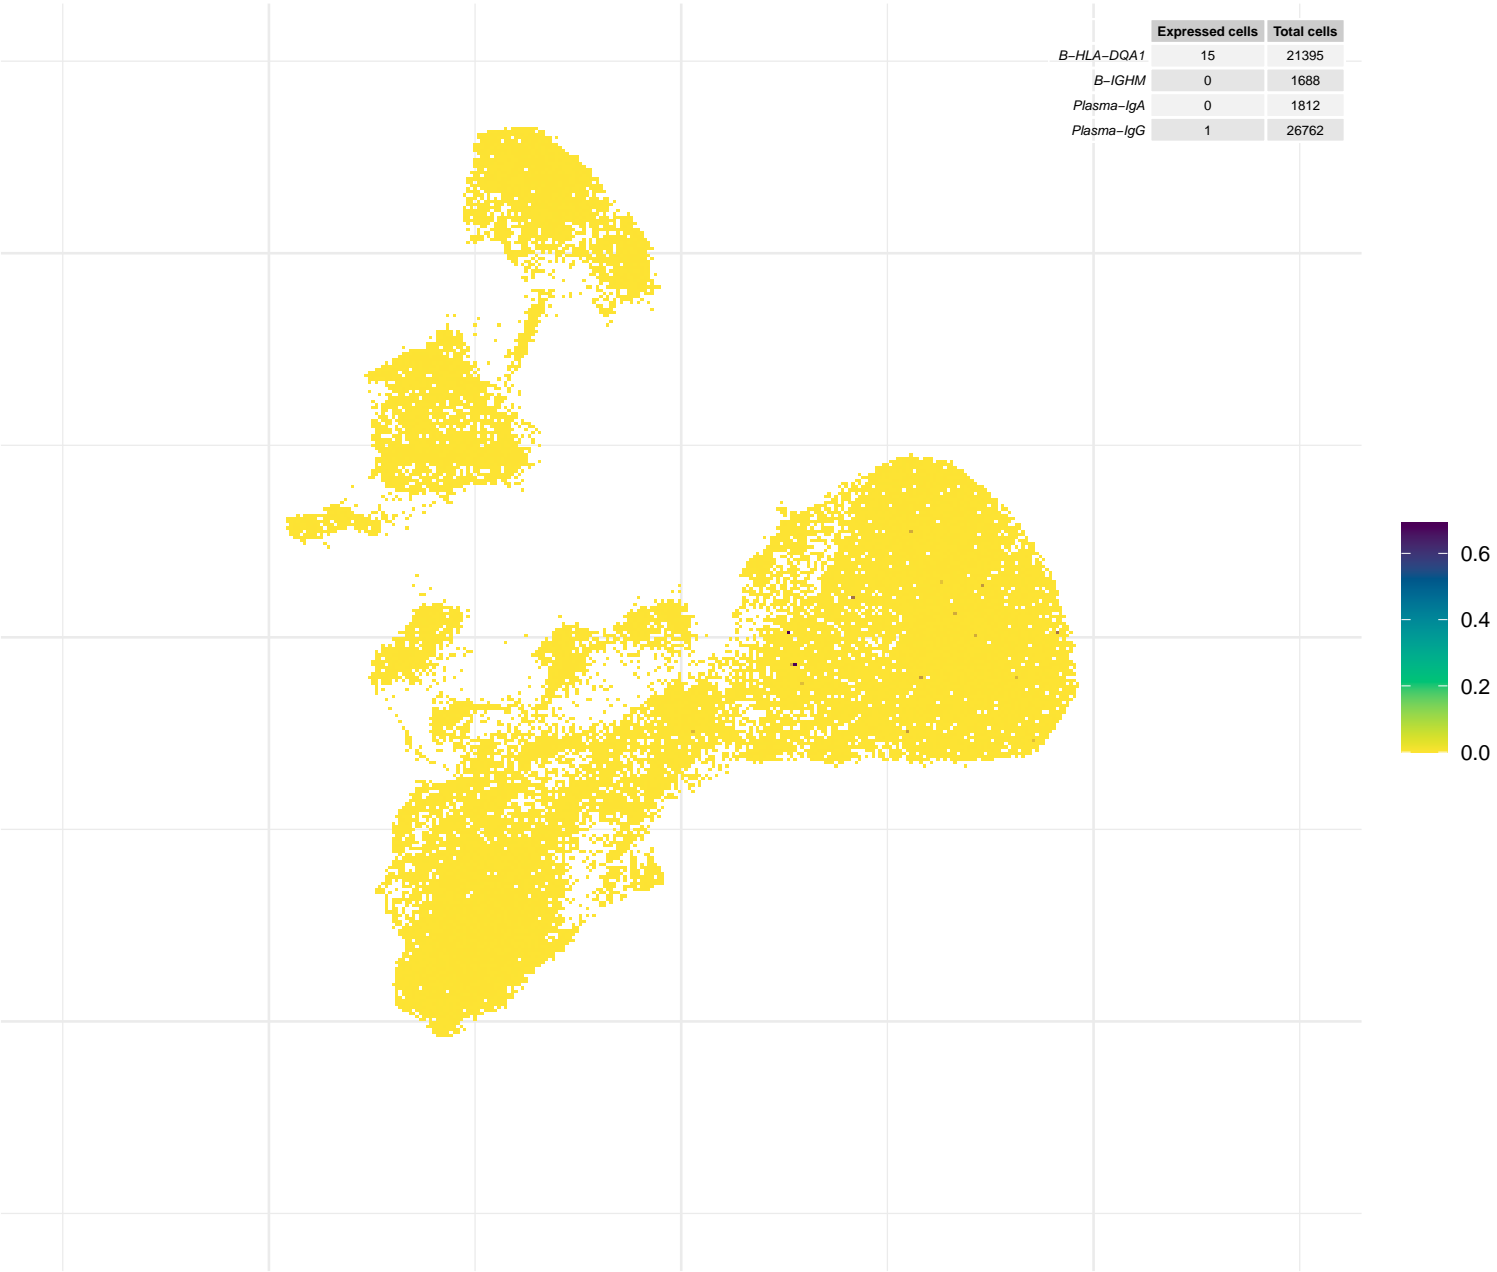 Expressed cells Total cells
B−HLA−DQA1 15 21395
B−IGHM 0 1688
Plasma−IgA 0 1812
Plasma−IgG 1 26762
0.6
0.4
0.2
0.0